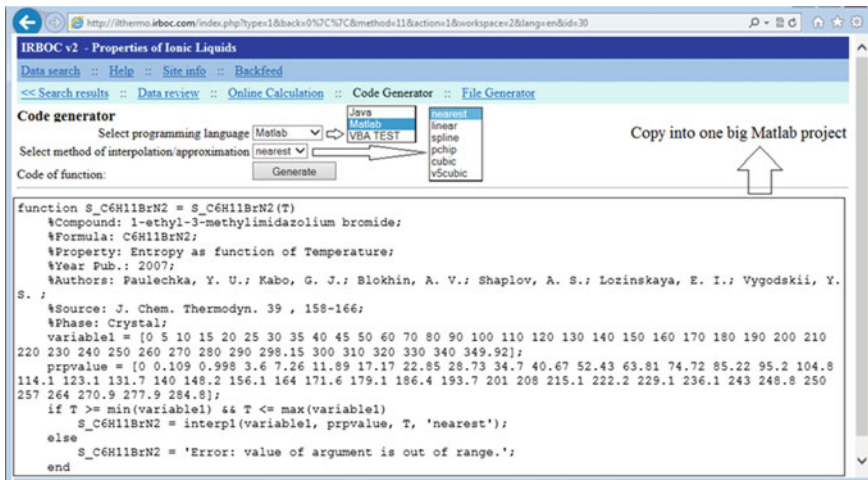 http://ilthermo.irboc.com/index.php?type=1&back=0%7C%7C&method=11&action=1&workspace=2&lang=en&id=30
IRBOC v2 - Properties of Ionic Liquids
Data search :: Help :: Site info :: Backfeed
<< Search results :: Data review :: Online Calculation :: Code Generator :: File Generator
Code generator
Select programming language Matlab
Java
Matlab
VBA TEST
Select method of interpolation/approximation nearest
nearest
linear
spline
pchip
cubic
v5cubic
Copy into one big Matlab project
Code of function: Generate
function S_C6H11BrN2 = S_C6H11BrN2(T)
%Compound: 1-ethyl-3-methylimidazolium bromide;
%Formula: C6H11BrN2;
%Property: Entropy as function of Temperature;
%Year Pub.: 2007;
%Authors: Paulechka, Y. U.; Kabo, G. J.; Blokhin, A. V.; Shaplov, A. S.; Lozinskaya, E. I.; Vygodskii, Y.
S. ;
%Source: J. Chem. Thermodyn. 39 , 158-166;
%Phase: Crystal;
variable1 = [0 5 10 15 20 25 30 35 40 45 50 60 70 80 90 100 110 120 130 140 150 160 170 180 190 200 210
220 230 240 250 260 270 280 290 298.15 300 310 320 330 340 349.92];
prpvalue = [0 0.109 0.998 3.6 7.26 11.89 17.17 22.85 28.73 34.7 40.67 52.43 63.81 74.72 85.22 95.2 104.8
114.1 123.1 131.7 140 148.2 156.1 164 171.6 179.1 186.4 193.7 201 208 215.1 222.2 229.1 236.1 243 248.8 250
257 264 270.9 277.9 284.8];
if T >= min(variable1) && T <= max(variable1)
S_C6H11BrN2 = interp1(variable1, prpvalue, T, 'nearest');
else
S_C6H11BrN2 = 'Error: value of argument is out of range.';
end